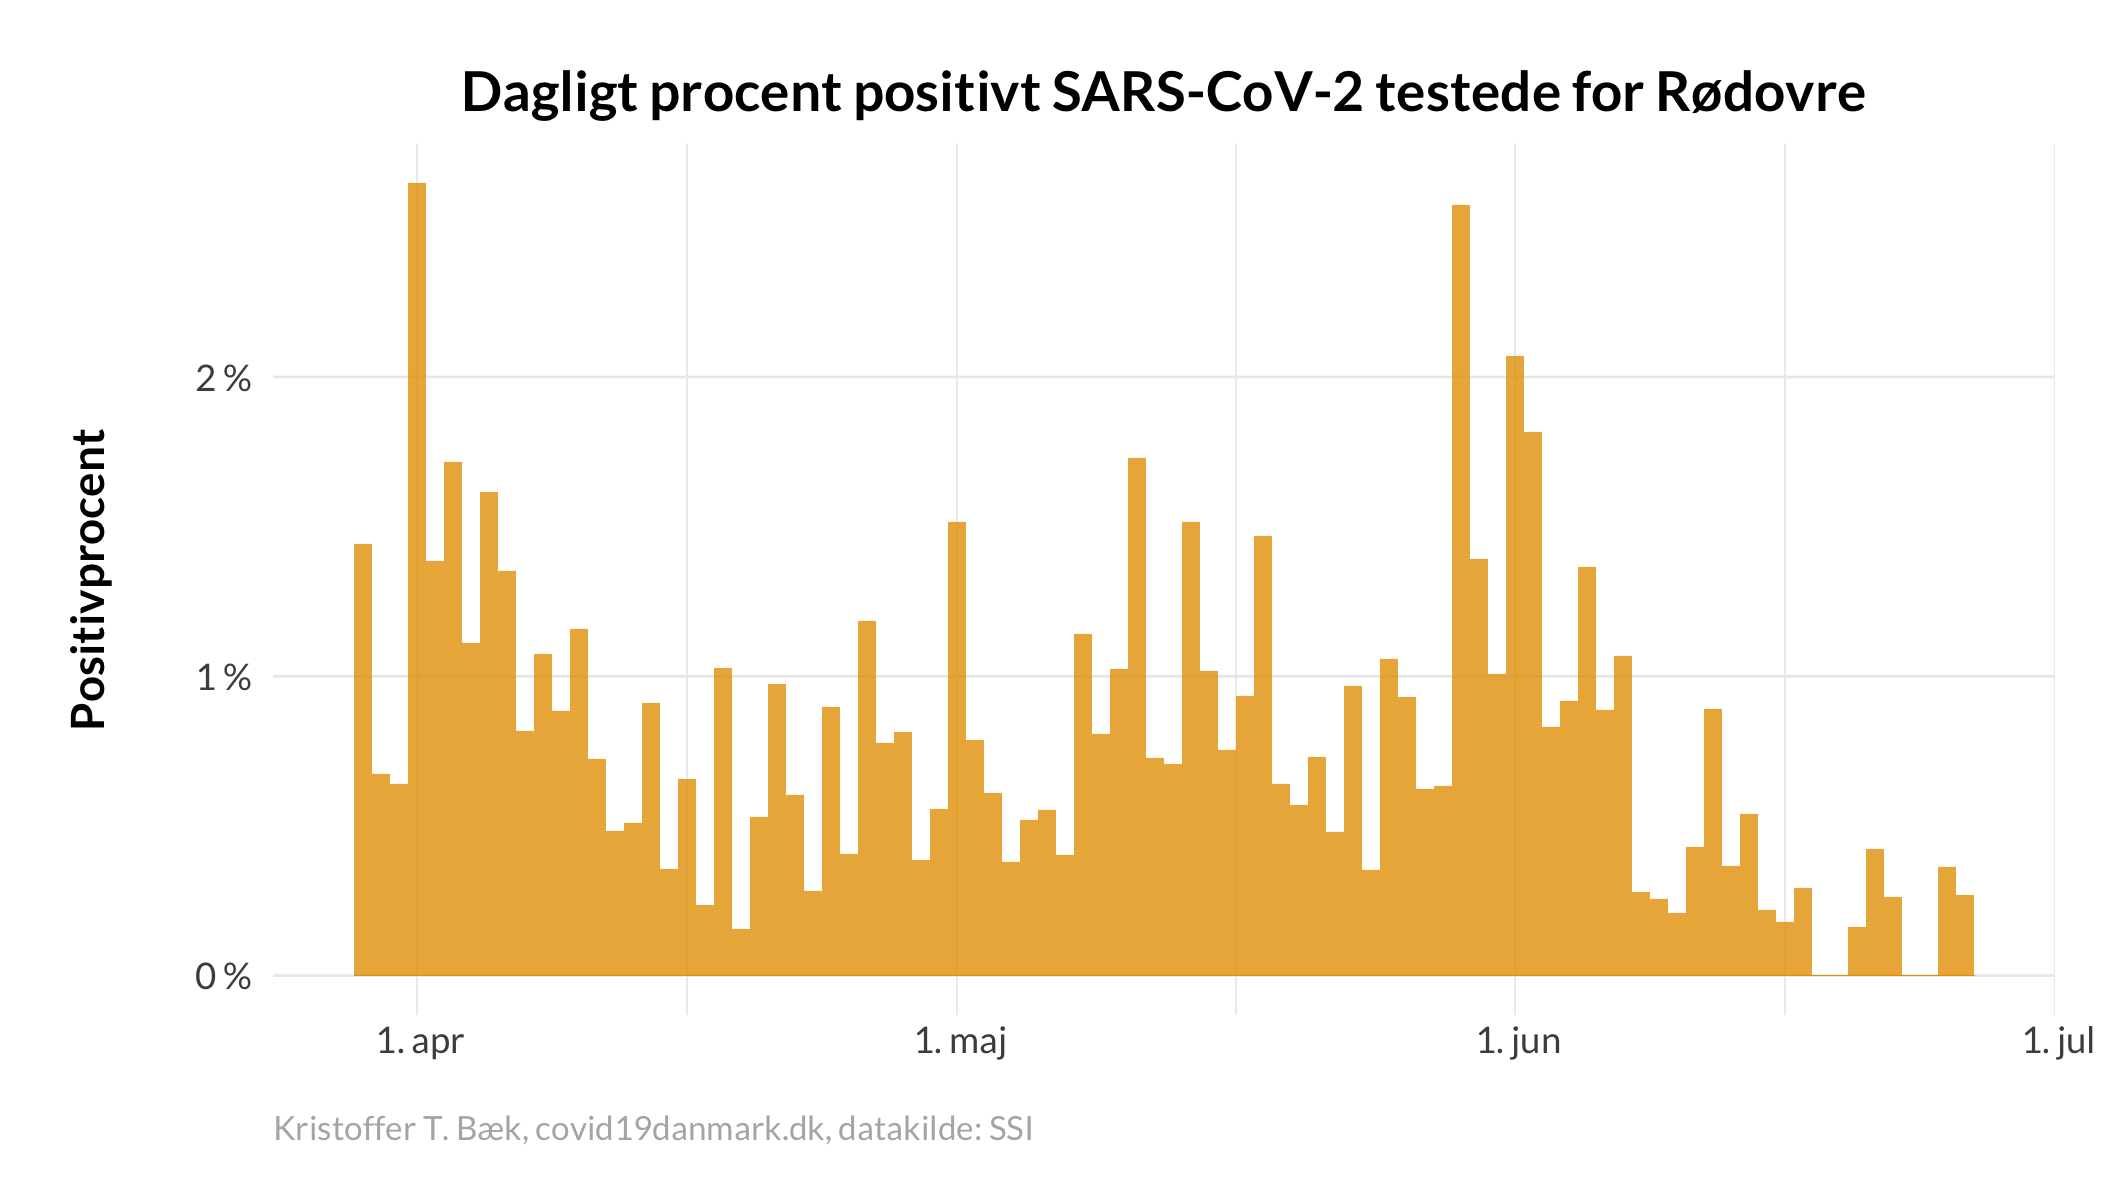 Dagligt procent positivt SARS-CoV-2 testede for Rødovre
Positivprocent
2 %
1 %
0 %
1. apr
1. maj
1. jun
1. jul
Kristoffer T. Bæk, covid19danmark.dk, datakilde: SSI